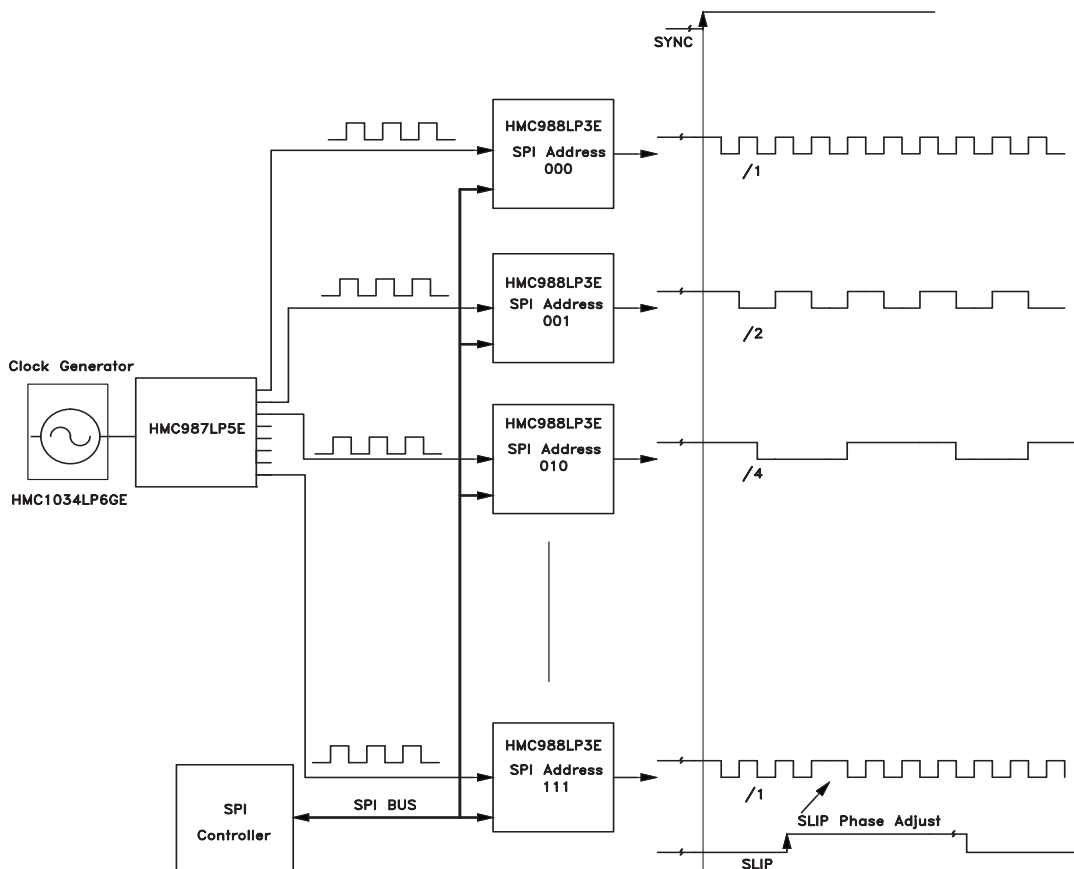 SYNC
HMC988LP3E
SPI Address
000
/1
HMC988LP3E
SPI Address
001
/2
Clock Generator
HMC987LP5E
HMC1034LP6GE
HMC988LP3E
SPI Address
010
/4
HMC988LP3E
SPI Address
111
/1
SPI BUS
SPI
Controller
SLIP Phase Adjust
SLIP